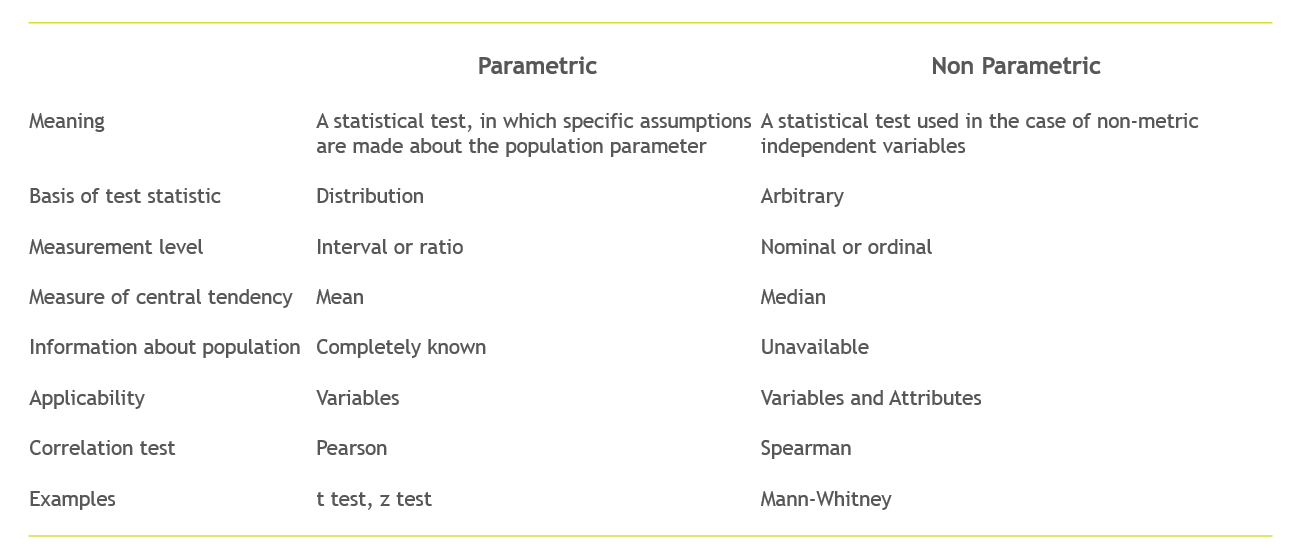 Parametric Non Parametric
Meaning A statistical test, in which specific assumptions A statistical test used in the case of non-metric
are made about the population parameter independent variables
Basis of test statistic Distribution Arbitrary
Measurement level Interval or ratio Nominal or ordinal
Measure of central tendency Mean Median
Information about population Completely known Unavailable
Applicability Variables Variables and Attributes
Correlation test Pearson Spearman
Examples t test, z test Mann-Whitney